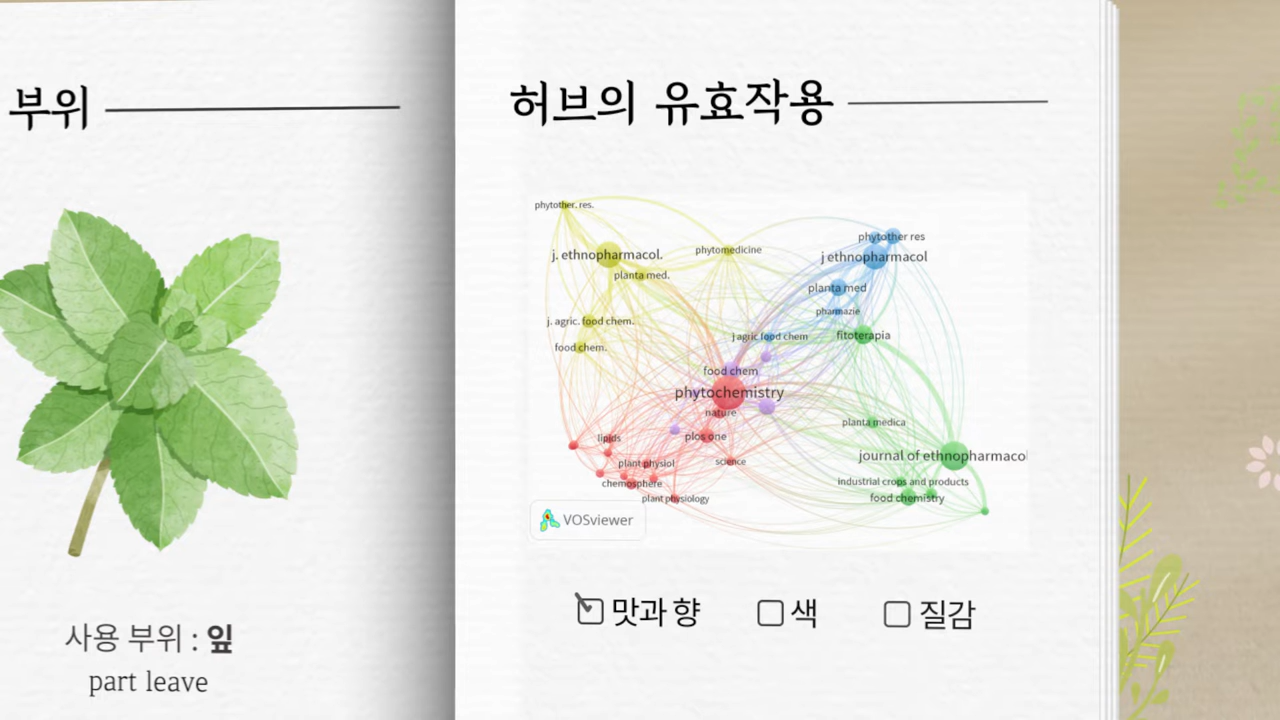 부위
사용 부위 : 잎
part leave
허브의 유효작용
phytother. res.
j. ethnopharmacol.
phytomedicine
planta med.
j. agric. food chem.
food chem.
phytother res
j ethnopharmacol
planta med
pharmazie
j agric food chem
fitoterapia
food chem
phytochemistry
nature
plos one
planta medica
lipids
plant physiol
science
journal of ethnopharmacol
chemosphere
industrial crops and products
plant physiology
food chemistry
VOSviewer
맛과 향
색
질감